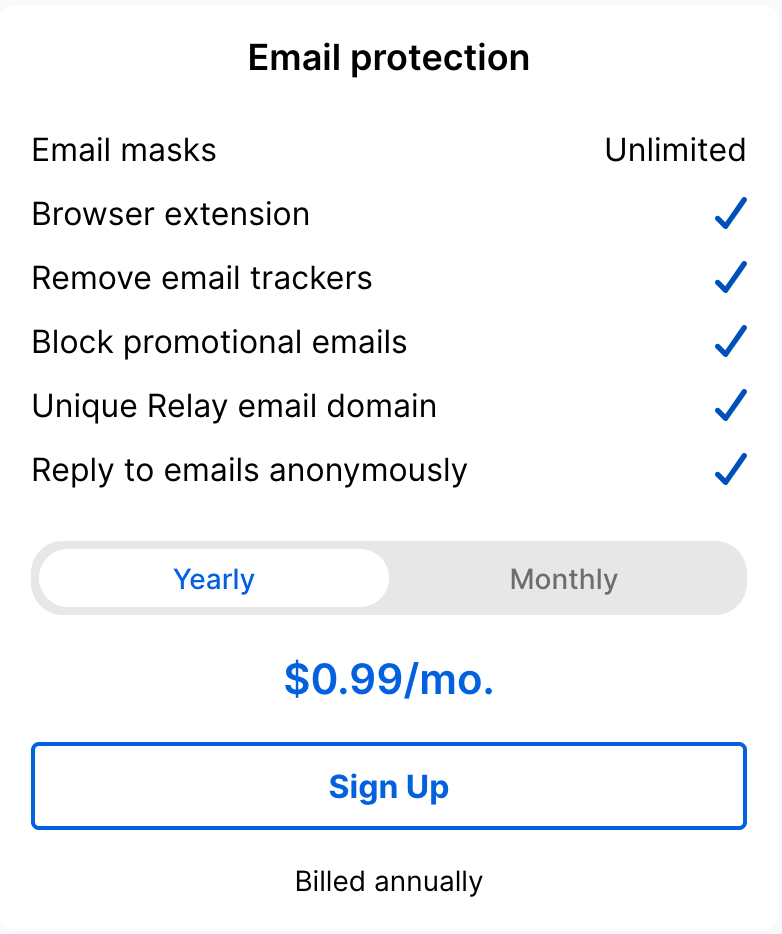 Email protection
Email masks Unlimited
Browser extension
Remove email trackers
Block promotional emails
Unique Relay email domain
Reply to emails anonymously
Yearly Monthly
$0.99/mo.
Sign Up
Billed annually